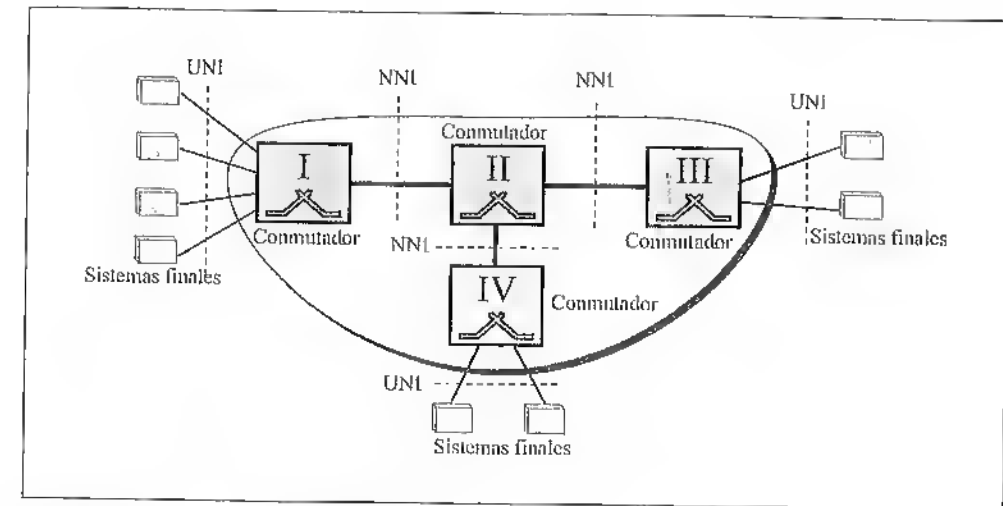 UNI
NNI
NNI
UNI
Conmutador
I
II
III
Conmutador
Conmutador
Sistemas finales
NNI
Sistemas finales
IV
Conmutador
UNI
Sistemas finales